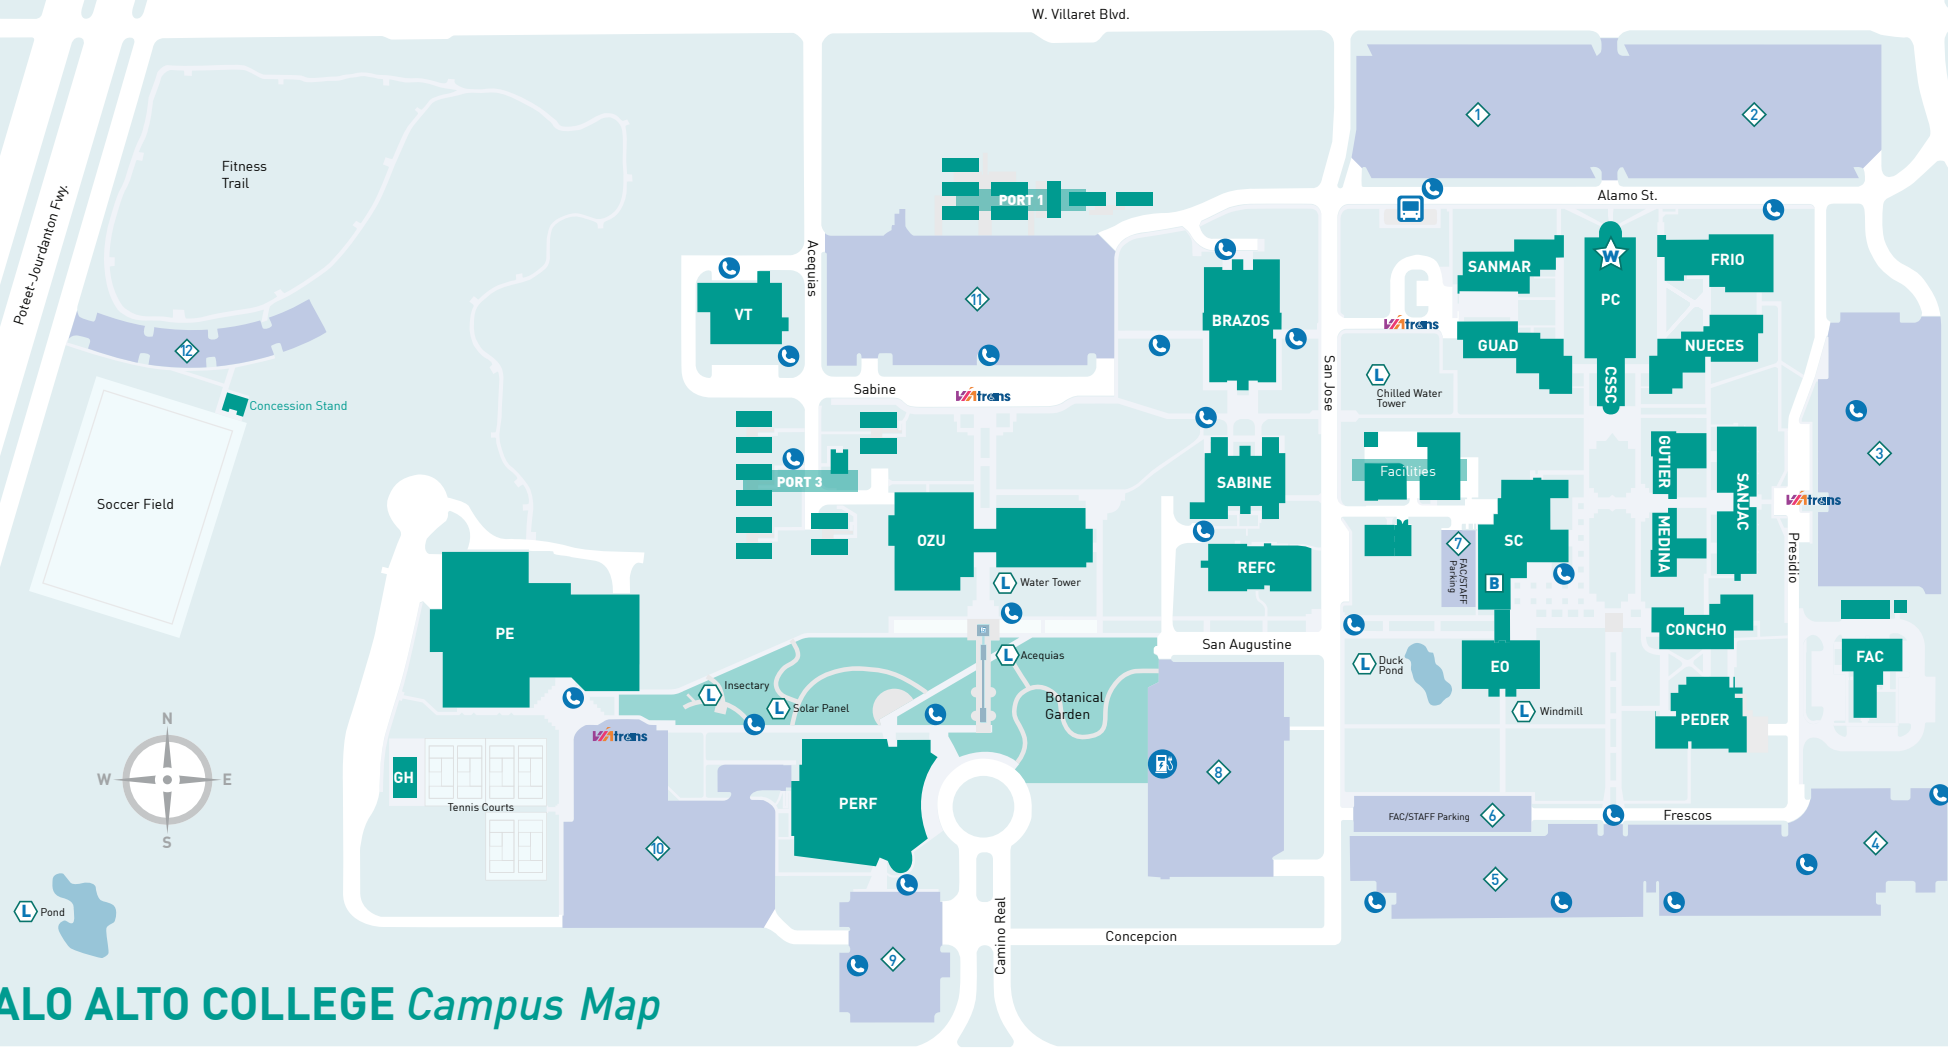 W. Villaret Blvd.
Poteet-Jourdanton Fwy.
Fitness
Trail
1
2
PORT 1
Alamo St.
Acequias
SANMAR
W
PC
FRIO
VT
11
BRAZOS
VIAtrans
GUAD
NUECES
12
San Jose
L
Chilled Water
Tower
CSSC
Sabine
VIAtrans
Concession Stand
3
GUTIER
SANJAC
Facilities
PORT 3
SABINE
Soccer Field
VIAtrans
OZU
7
FAC/STAFF
Parking
SC
MEDINA
Presidio
REFC
L Water Tower
B
PE
San Augustine
CONCHO
L Acequias
L Duck
Pond
EO
FAC
L Insectary
L Solar Panel
Botanical
Garden
L Windmill
PEDER
N
W E
S
VIAtrans
GH
8
Tennis Courts
PERF
FAC/STAFF Parking 6
Frescos
10
4
5
L Pond
Camino Real
Concepcion
9
ALO ALTO COLLEGE Campus Map